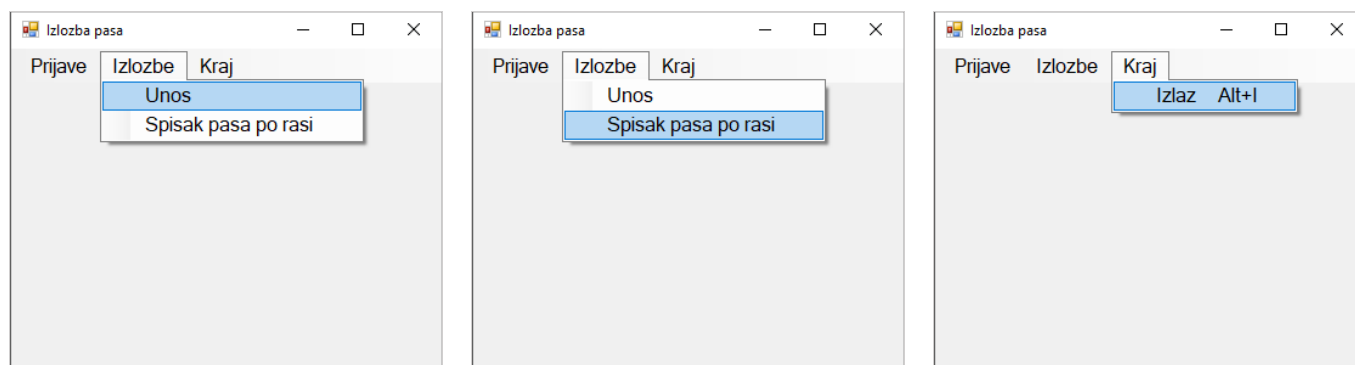 Izlozba pasa
Prijave Izlozbe Kraj
Unos
Spisak pasa po rasi
Izlozba pasa
Prijave Izlozbe Kraj
Unos
Spisak pasa po rasi
Izlozba pasa
Prijave Izlozbe Kraj
Izlaz Alt+I